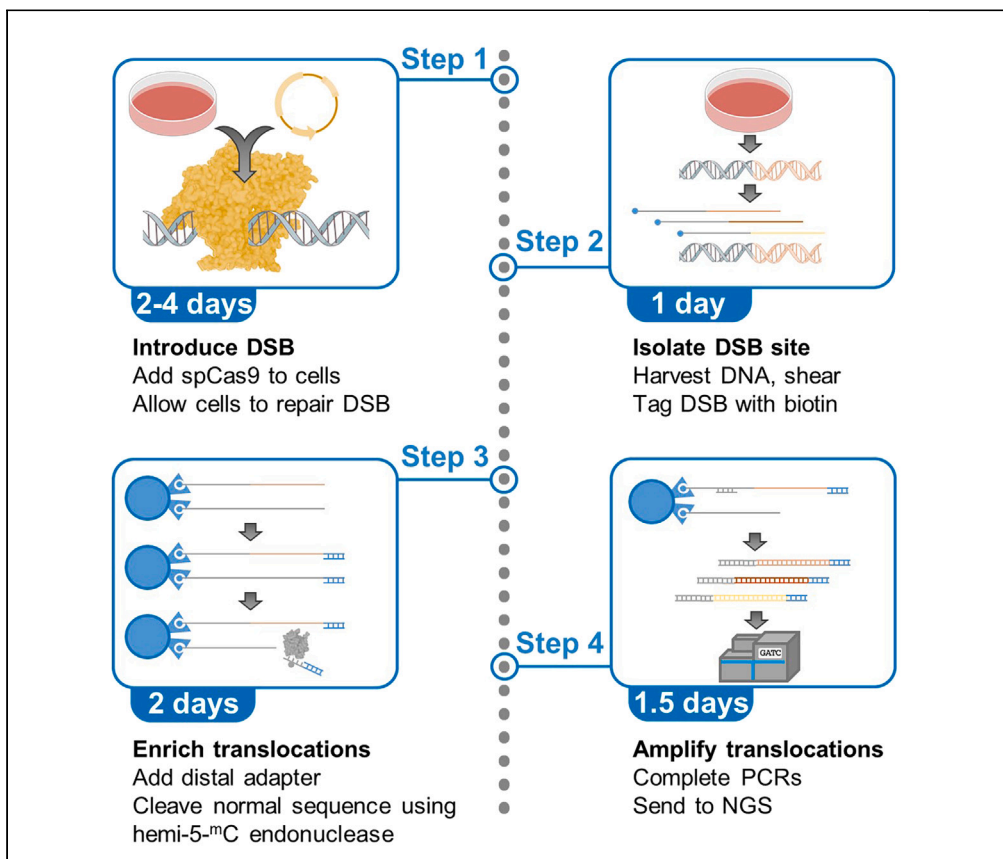 Step 1
2-4 days
Introduce DSB
Add spCas9 to cells
Allow cells to repair DSB
Step 2
1 day
Isolate DSB site
Harvest DNA, shear
Tag DSB with biotin
Step 3
2 days
Enrich translocations
Add distal adapter
Cleave normal sequence using
hemi-5-ᵐC endonuclease
Step 4
GATC
1.5 days
Amplify translocations
Complete PCRs
Send to NGS